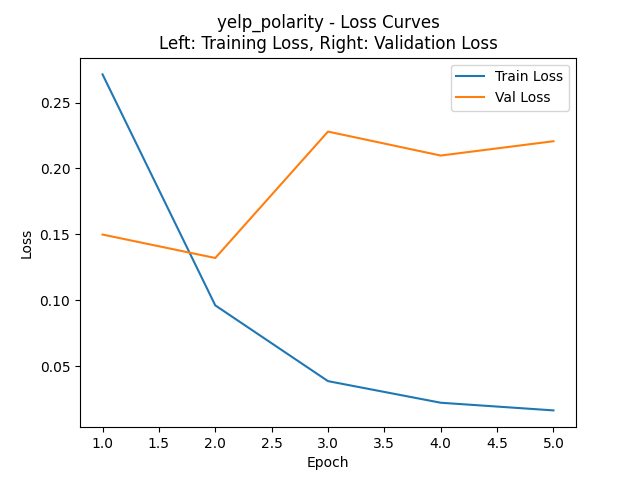 yelp_polarity - Loss Curves
Left: Training Loss, Right: Validation Loss
Train Loss
Val Loss
0.25
0.20
0.15
0.10
0.05
Loss
1.0 1.5 2.0 2.5 3.0 3.5 4.0 4.5 5.0
Epoch